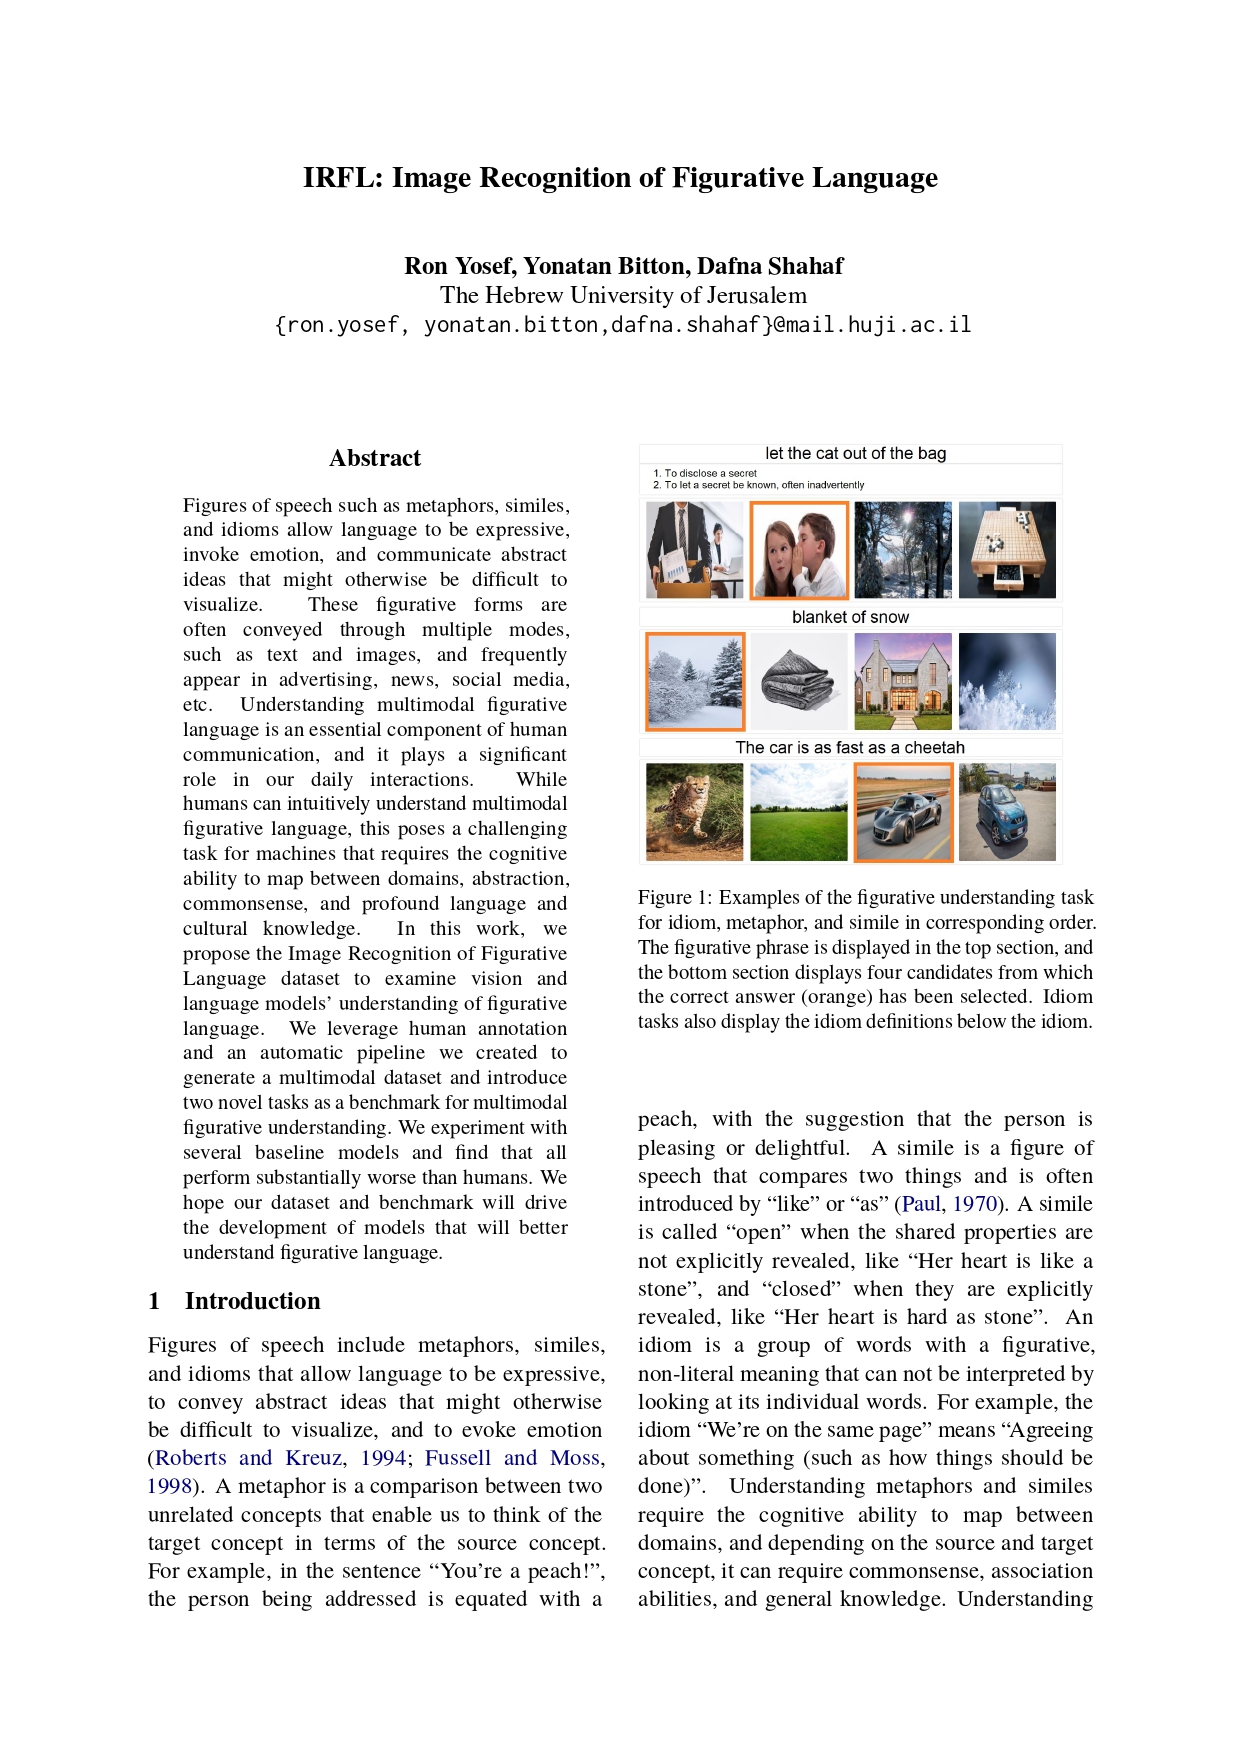 IRFL: Image Recognition of Figurative Language
Ron Yosef, Yonatan Bitton, Dafna Shahaf
The Hebrew University of Jerusalem
{ron.yosef, yonatan.bitton,dafna.shahaf}@mail.huji.ac.il
Abstract
Figures of speech such as metaphors, similes,
and idioms allow language to be expressive,
invoke emotion, and communicate abstract
ideas that might otherwise be difficult to
visualize. These figurative forms are
often conveyed through multiple modes,
such as text and images, and frequently
appear in advertising, news, social media,
etc. Understanding multimodal figurative
language is an essential component of human
communication, and it plays a significant
role in our daily interactions. While
humans can intuitively understand multimodal
figurative language, this poses a challenging
task for machines that requires the cognitive
ability to map between domains, abstraction,
commonsense, and profound language and
cultural knowledge. In this work, we
propose the Image Recognition of Figurative
Language dataset to examine vision and
language models' understanding of figurative
language. We leverage human annotation
and an automatic pipeline we created to
generate a multimodal dataset and introduce
two novel tasks as a benchmark for multimodal
figurative understanding. We experiment with
several baseline models and find that all
perform substantially worse than humans. We
hope our dataset and benchmark will drive
the development of models that will better
understand figurative language.
1 Introduction
Figures of speech include metaphors, similes,
and idioms that allow language to be expressive,
to convey abstract ideas that might otherwise
be difficult to visualize, and to evoke emotion
(Roberts and Kreuz, 1994; Fussell and Moss,
1998). A metaphor is a comparison between two
unrelated concepts that enable us to think of the
target concept in terms of the source concept.
For example, in the sentence “You're a peach!”,
the person being addressed is equated with a
let the cat out of the bag
1. To disclose a secret
2. To let a secret be known, often inadvertently
blanket of snow
The car is as fast as a cheetah
Figure 1: Examples of the figurative understanding task
for idiom, metaphor, and simile in corresponding order.
The figurative phrase is displayed in the top section, and
the bottom section displays four candidates from which
the correct answer (orange) has been selected. Idiom
tasks also display the idiom definitions below the idiom.
peach, with the suggestion that the person is
pleasing or delightful. A simile is a figure of
speech that compares two things and is often
introduced by “like” or “as” (Paul, 1970). A simile
is called “open” when the shared properties are
not explicitly revealed, like “Her heart is like a
stone”, and “closed” when they are explicitly
revealed, like “Her heart is hard as stone”. An
idiom is a group of words with a figurative,
non-literal meaning that can not be interpreted by
looking at its individual words. For example, the
idiom “We're on the same page” means “Agreeing
about something (such as how things should be
done)”. Understanding metaphors and similes
require the cognitive ability to map between
domains, and depending on the source and target
concept, it can require commonsense, association
abilities, and general knowledge. Understanding